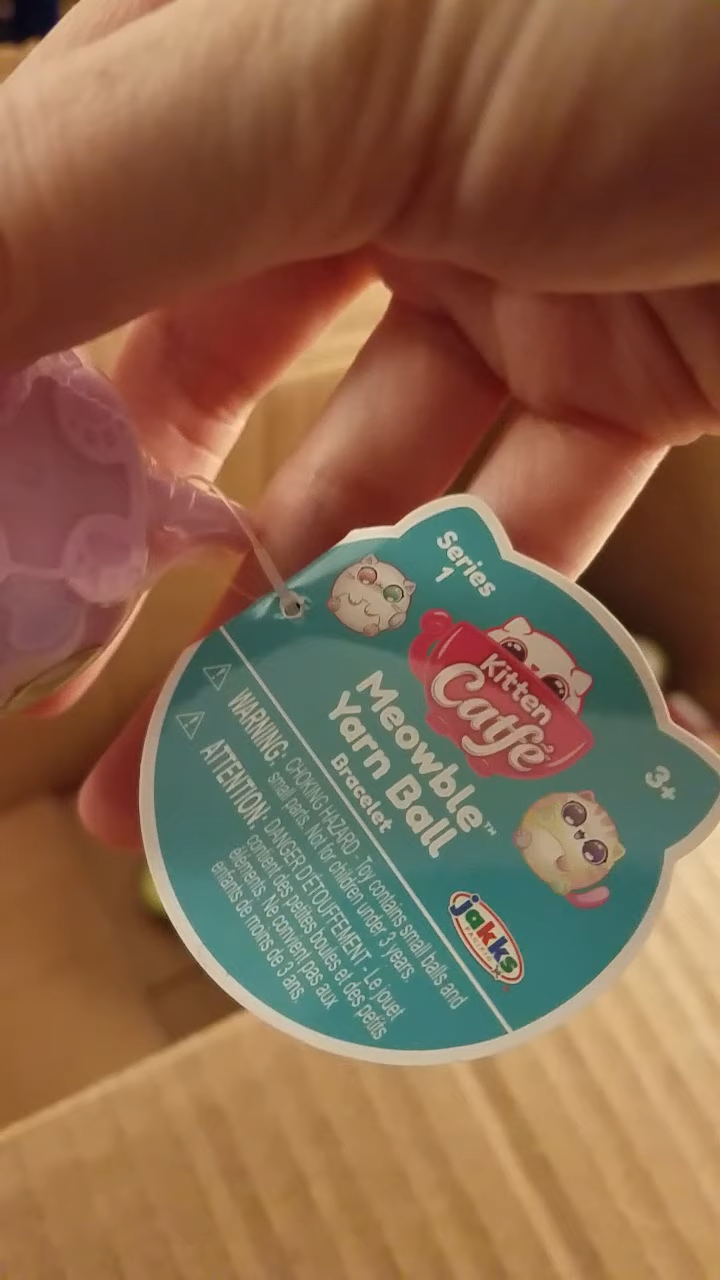 Series
1
Kitten
Catfé
3+
Meowble™
Yarn Ball
Bracelet
WARNING: CHOKING HAZARD - Toy contains small balls and
small parts. Not for children under 3 years.
ATTENTION: DANGER D'ÉTOUFFEMENT - Le jouet
contient des petites boules et des petits
éléments. Ne convient pas aux
enfants de moins de 3 ans.
jakks
PACIFIC